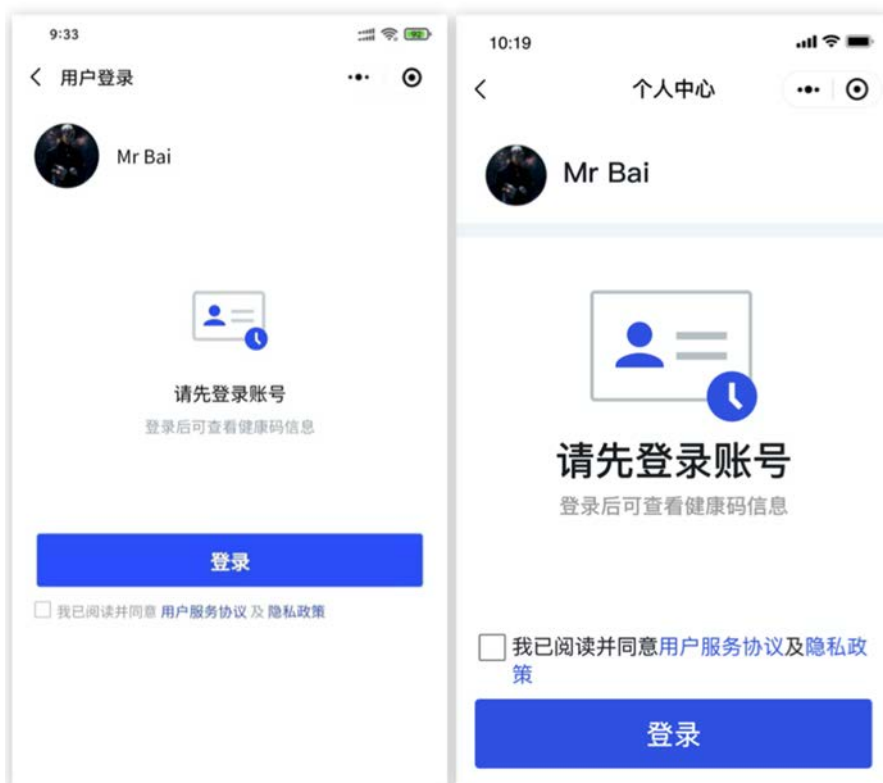 9:33
92
用户登录
Mr Bai
请先登录账号
登录后可查看健康码信息
登录
我已阅读并同意 用户服务协议 及 隐私政策
10:19
个人中心
Mr Bai
请先登录账号
登录后可查看健康码信息
我已阅读并同意用户服务协议及隐私政
策
登录